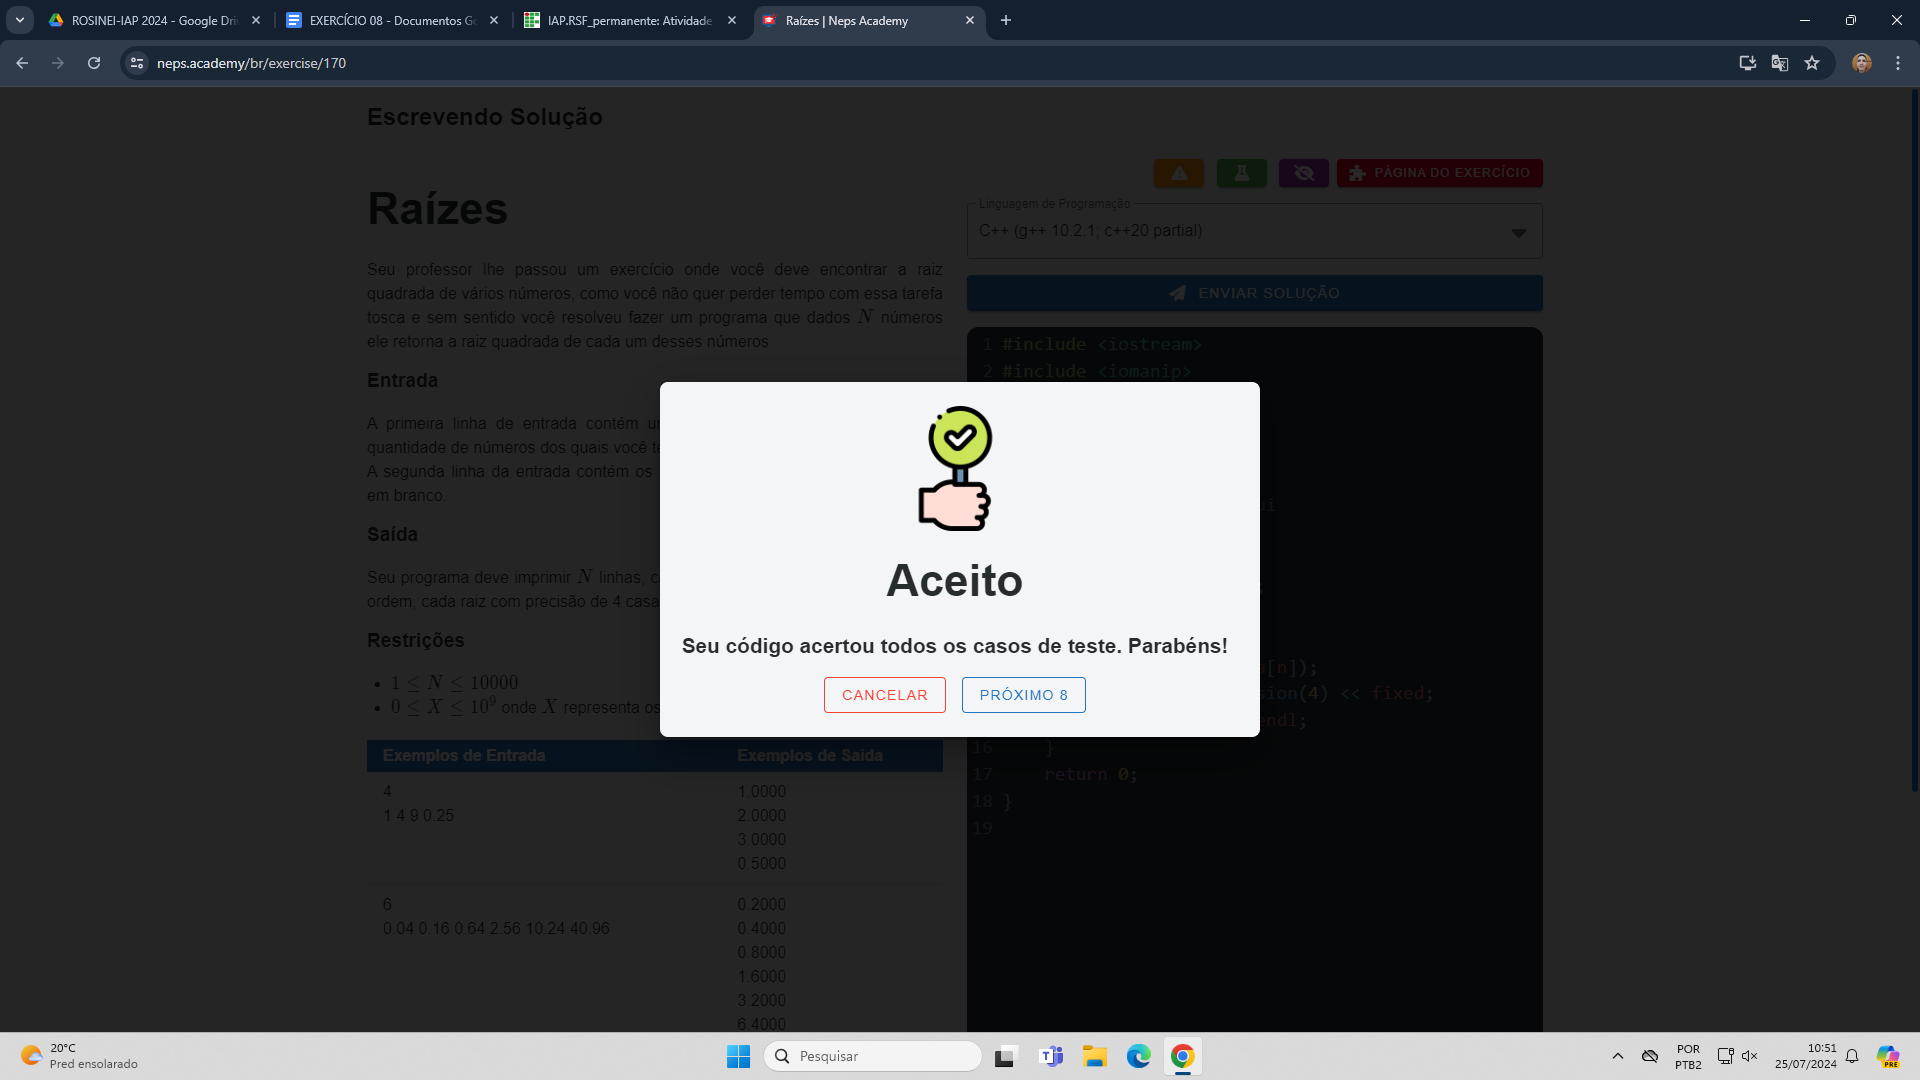 ROSINEI-IAP 2024 - Google Dri
EXERCÍCIO 08 - Documentos Go
IAP.RSF_permanente: Atividade
Raízes | Neps Academy
neps.academy/br/exercise/170
Escrevendo Solução
PÁGINA DO EXERCÍCIO
Raízes
Linguagem de Programação
C++ (g++ 10.2.1; c++20 partial)
Seu professor lhe passou um exercício onde você deve encontrar a raiz
quadrada de vários números, como você não quer perder tempo com essa tarefa
tosca e sem sentido você resolveu fazer um programa que dados N números
ele retorna a raiz quadrada de cada um desses números
ENVIAR SOLUÇÃO
1 #include <iostream>
2 #include <iomanip>
Entrada
A primeira linha de entrada contém
quantidade de números dos quais você
A segunda linha da entrada contém os
em branco.
Saída
Seu programa deve imprimir N linhas,
ordem, cada raiz com precisão de 4 casa
Restrições
1 ≤ N ≤ 10000
0 ≤ X ≤ 10⁹ onde X representa os
[n]);
ion(4) << fixed;
endl;
16 }
17 return 0;
18 }
19
Aceito
Seu código acertou todos os casos de teste. Parabéns!
CANCELAR
PRÓXIMO 8
Exemplos de Entrada
Exemplos de Saída
4
1 4 9 0.25
1.0000
2.0000
3.0000
0.5000
6
0.04 0.16 0.64 2.56 10.24 40.96
0.2000
0.4000
0.8000
1.6000
3.2000
6.4000
20°C
Pred ensolarado
Pesquisar
POR
PTB2
10:51
25/07/2024
PRE